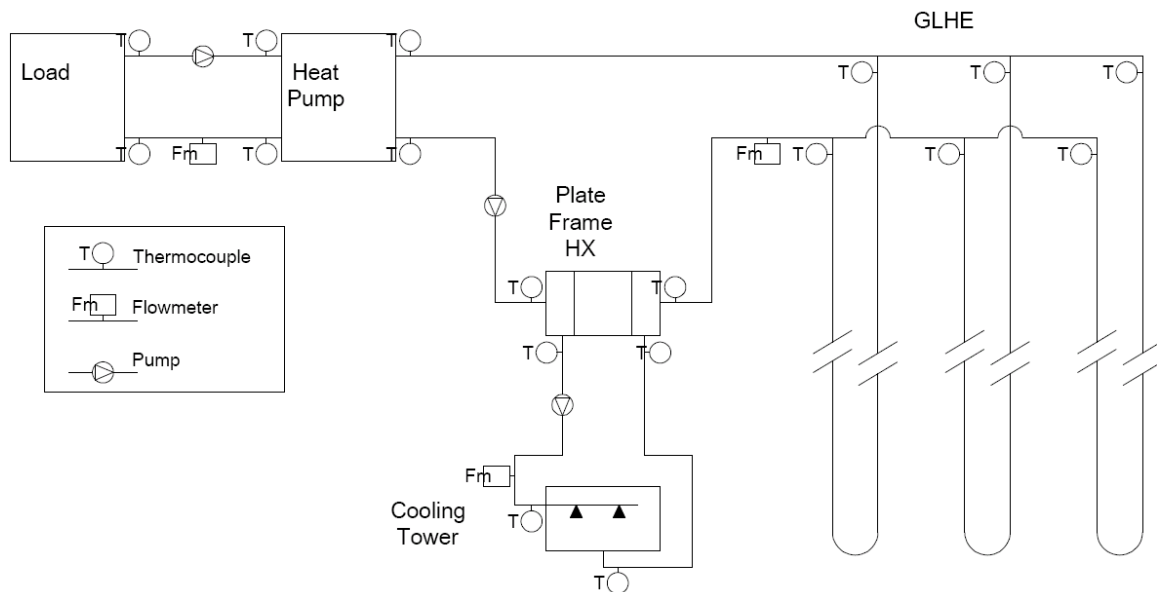 GLHE
T
T
T
Load
Heat
Pump
T
T
T
T
Fm
T
T
Fm
T
T
T
Plate
Frame
HX
T Thermocouple
Fm Flowmeter
Pump
T
T
T
T
Fm
Cooling
Tower
T
T